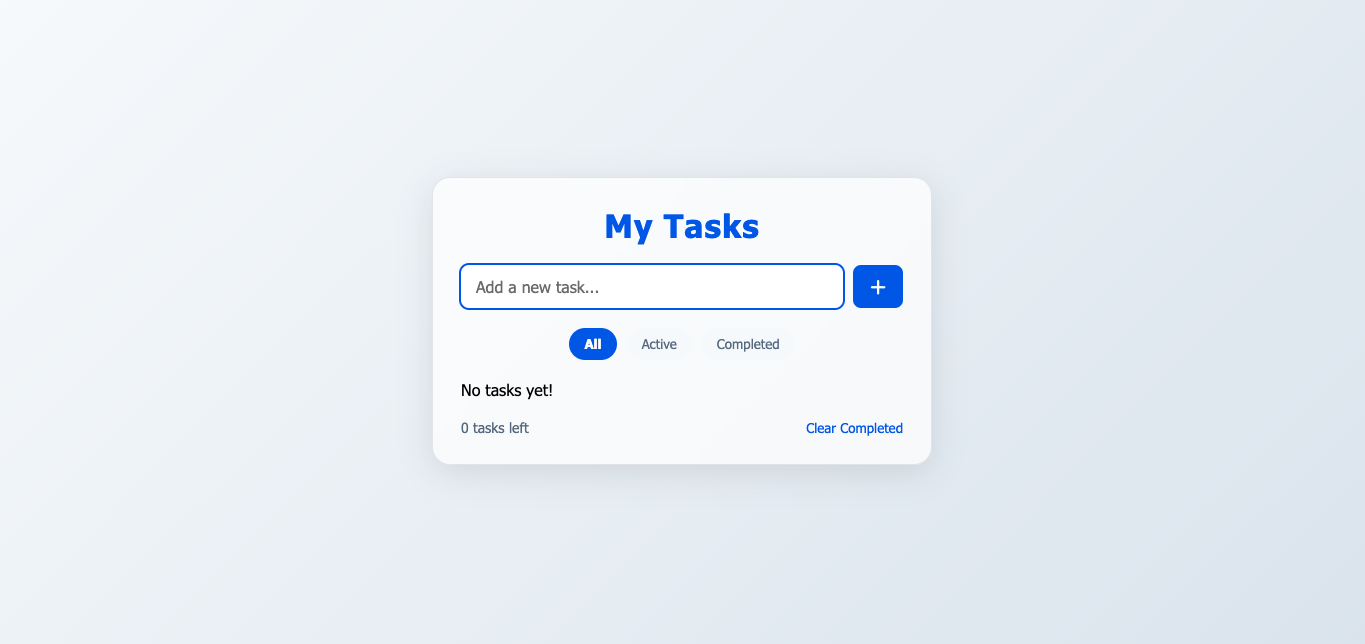 My Tasks
Add a new task...
+
All Active Completed
No tasks yet!
0 tasks left Clear Completed